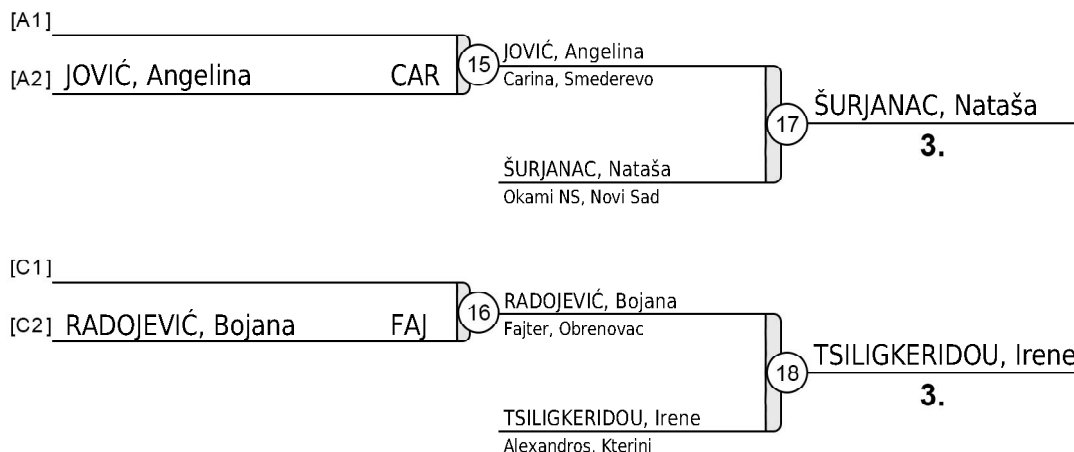 [A1]
[A2] JOVIĆ, Angelina CAR
15
JOVIĆ, Angelina
Carina, Smederevo
17
ŠURJANAC, Nataša
3.
ŠURJANAC, Nataša
Okami NS, Novi Sad
[C1]
[C2] RADOJEVIĆ, Bojana FAJ
16
RADOJEVIĆ, Bojana
Fajter, Obrenovac
18
TSILIGKERIDOU, Irene
3.
TSILIGKERIDOU, Irene
Alexandros, Kterini